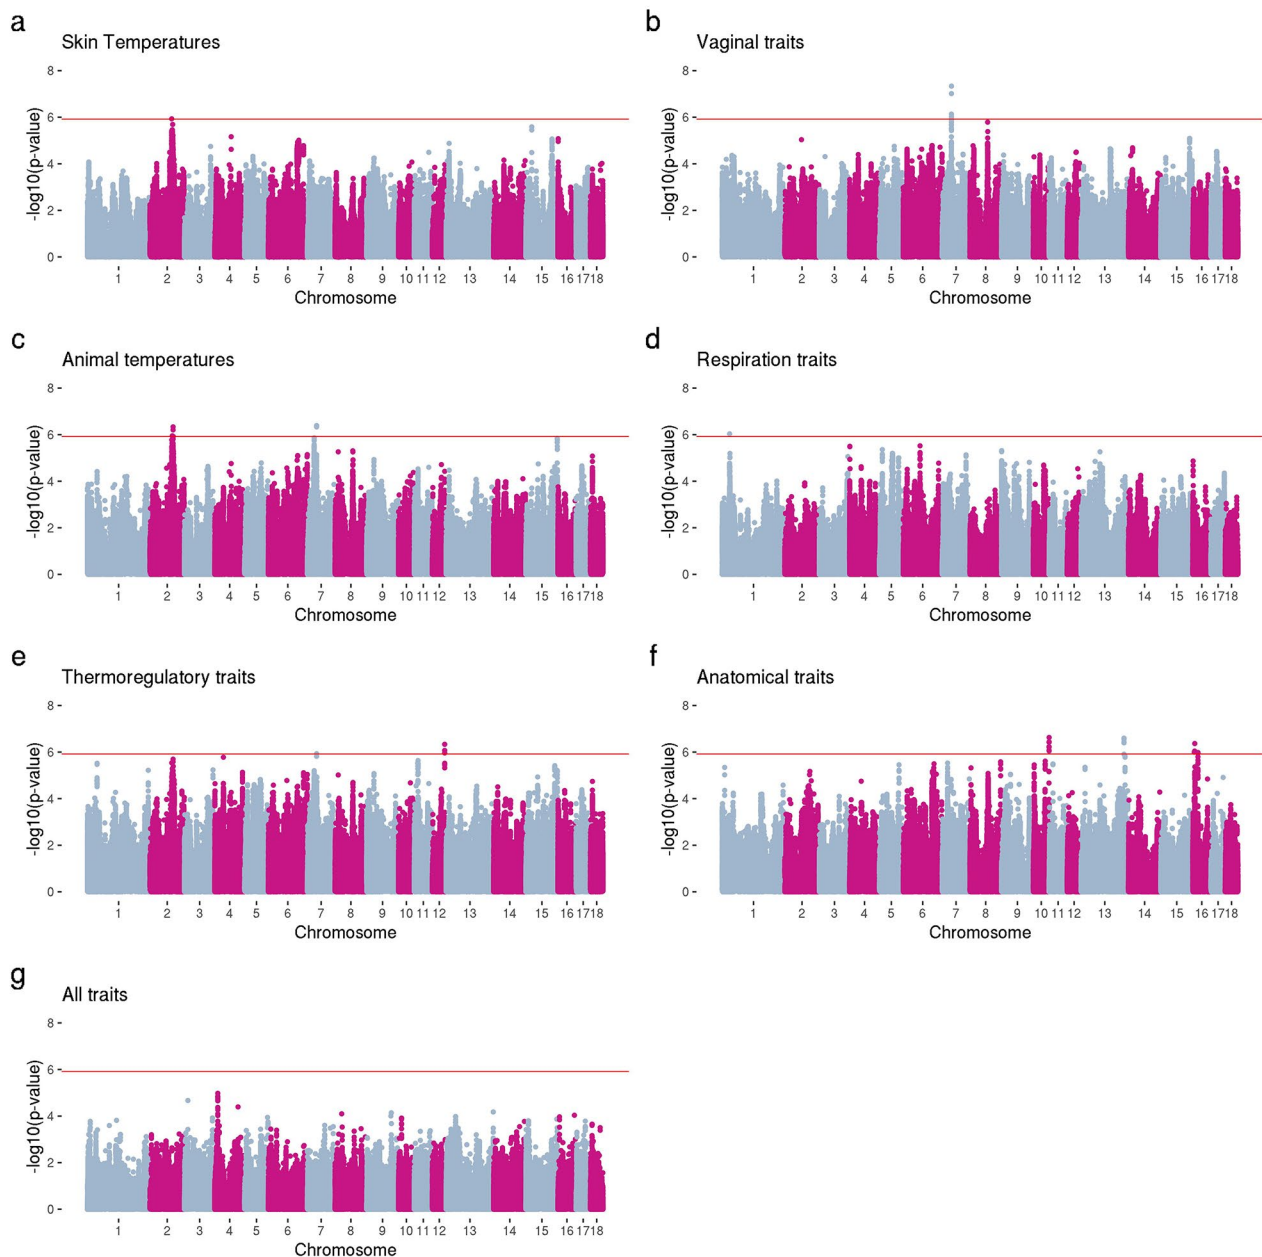 a
Skin Temperatures
8
6
4
2
0
-log10(p-value)
1 2 3 4 5 6 7 8 9 10 11 12 13 14 15 16 17 18
Chromosome
b
Vaginal traits
8
6
4
2
0
-log10(p-value)
1 2 3 4 5 6 7 8 9 10 11 12 13 14 15 16 17 18
Chromosome
c
Animal temperatures
8
6
4
2
0
-log10(p-value)
1 2 3 4 5 6 7 8 9 10 11 12 13 14 15 16 17 18
Chromosome
d
Respiration traits
8
6
4
2
0
-log10(p-value)
1 2 3 4 5 6 7 8 9 10 11 12 13 14 15 16 17 18
Chromosome
e
Thermoregulatory traits
8
6
4
2
0
-log10(p-value)
1 2 3 4 5 6 7 8 9 10 11 12 13 14 15 16 17 18
Chromosome
f
Anatomical traits
8
6
4
2
0
-log10(p-value)
1 2 3 4 5 6 7 8 9 10 11 12 13 14 15 16 17 18
Chromosome
g
All traits
8
6
4
2
0
-log10(p-value)
1 2 3 4 5 6 7 8 9 10 11 12 13 14 15 16 17 18
Chromosome